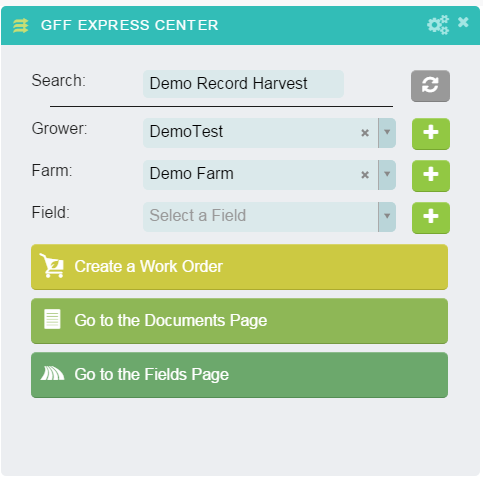 GFF EXPRESS CENTER
Search: Demo Record Harvest
Grower: DemoTest
Farm: Demo Farm
Field: Select a Field
Create a Work Order
Go to the Documents Page
Go to the Fields Page